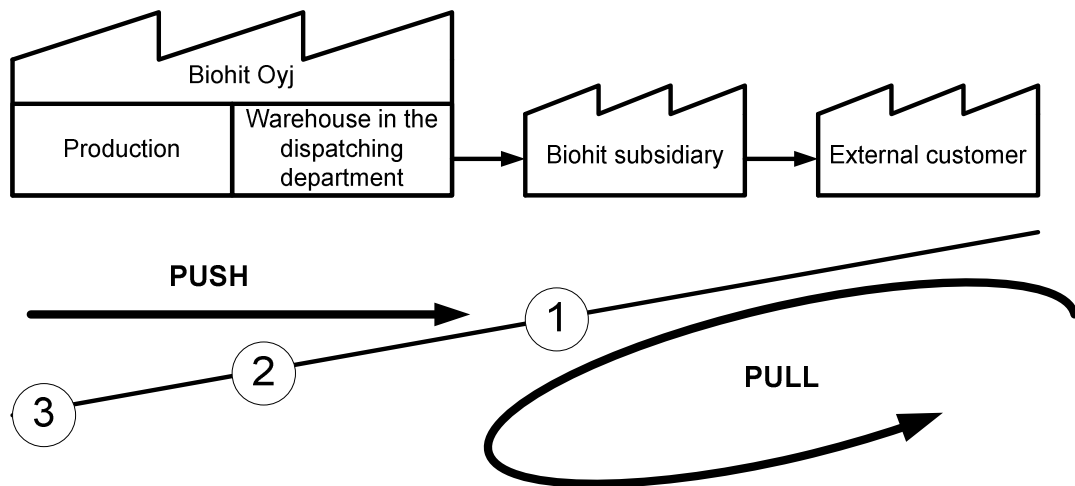 Biohit Oyj
Production
Warehouse in the
dispatching
department
Biohit subsidiary
External customer
PUSH
1
2
3
PULL